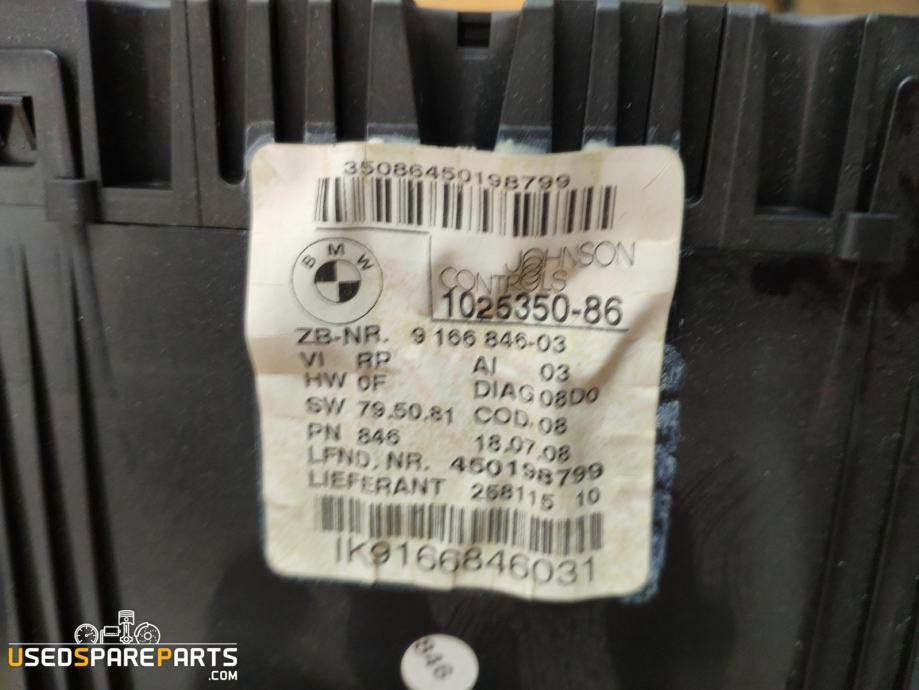 35086450198799
BMW
JOHNSON
CONTROLS
1025350-86
ZB-NR. 9 166 846-03
VI RP AI 03
HW 0F DIAG 08D0
SW 79.50.81 COD. 08
PN 846 18.07.08
LFND. NR. 450198799
LIEFERANT 258115 10
IK9166846031
846
USEDSPAREPARTS
.COM